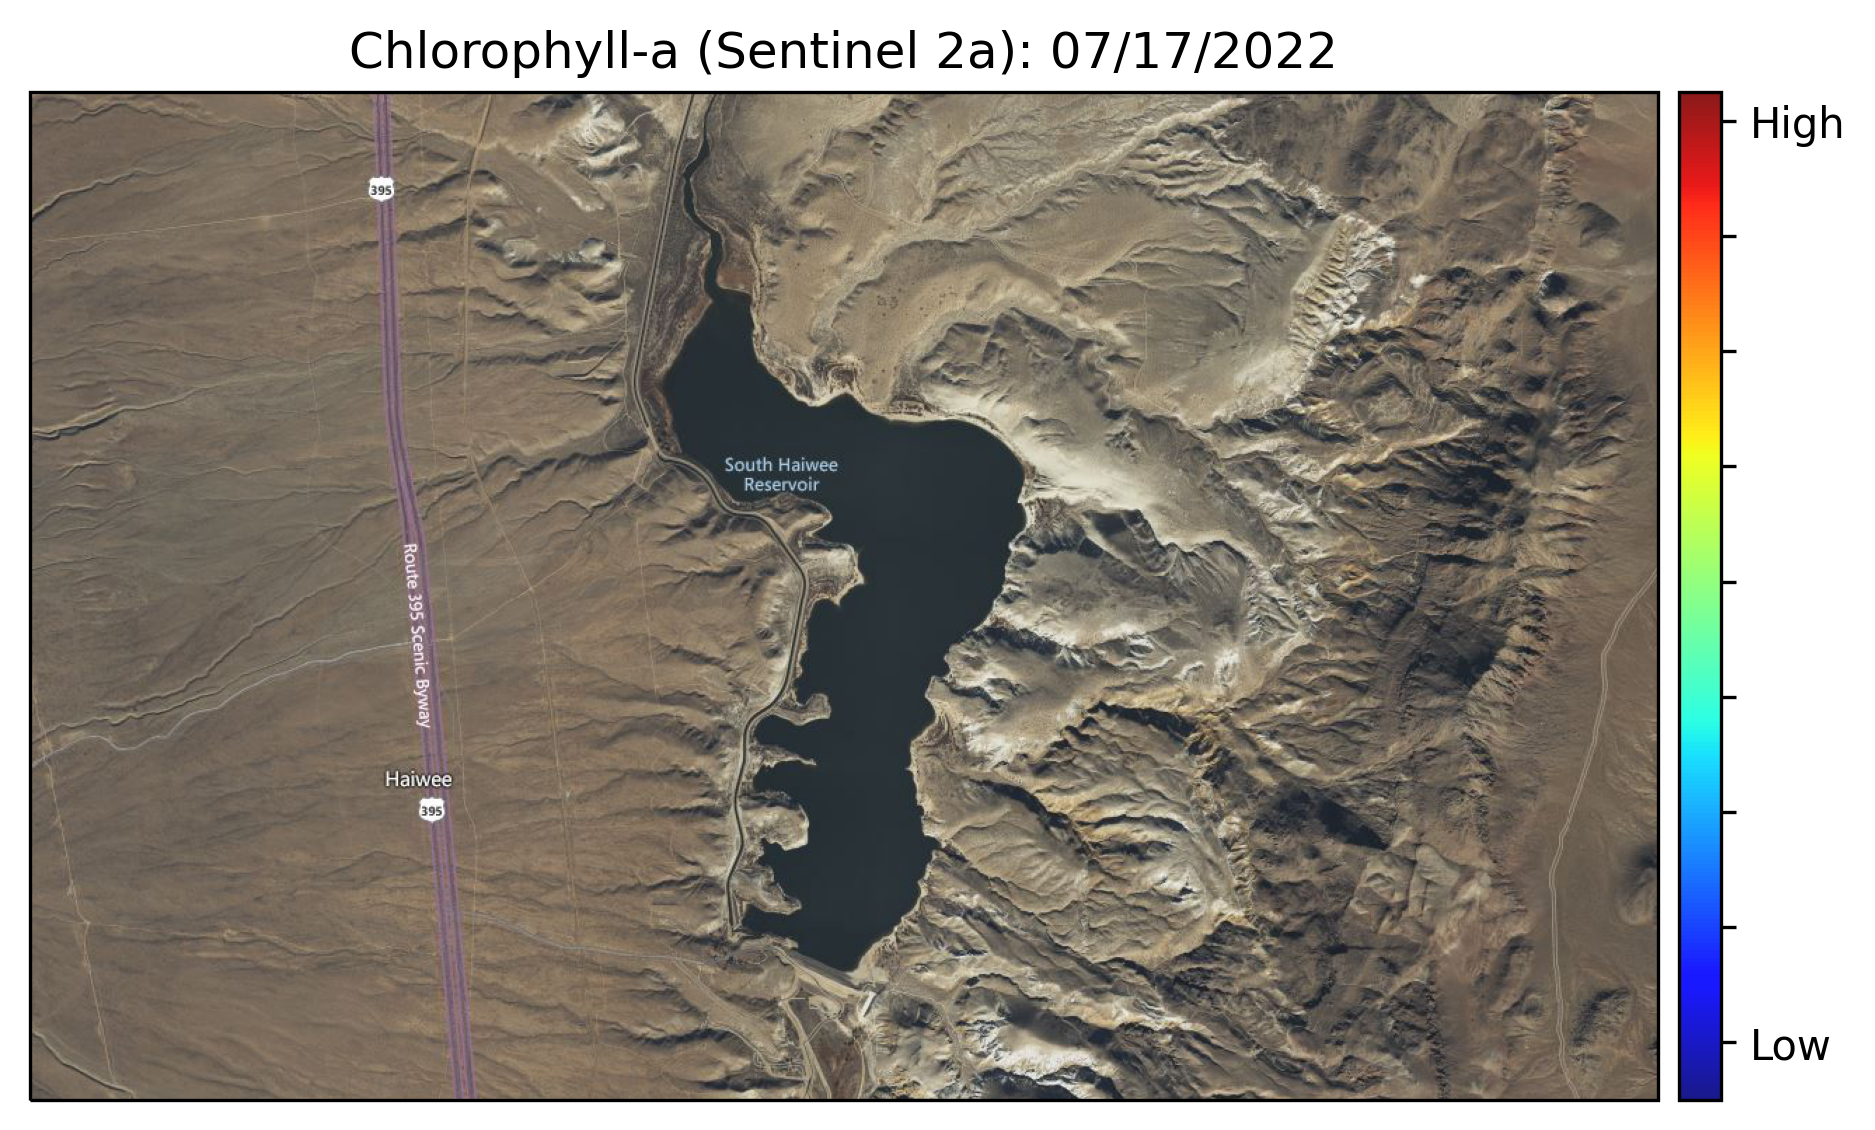 Chlorophyll-a (Sentinel 2a): 07/17/2022
High
395
South Haiwee
Reservoir
Route 395 Scenic Byway
Haiwee
395
Low